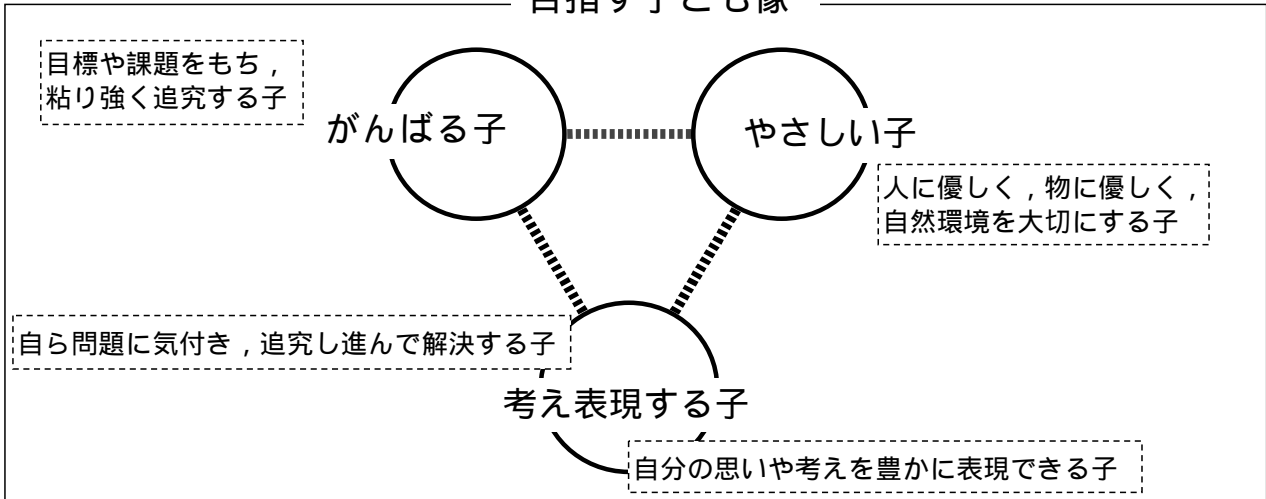 目指す子ども像
目標や課題をもち，
粘り強く追究する子
がんばる子
やさしい子
人に優しく，物に優しく，
自然環境を大切にする子
自ら問題に気付き，追究し進んで解決する子
考え表現する子
自分の思いや考えを豊かに表現できる子